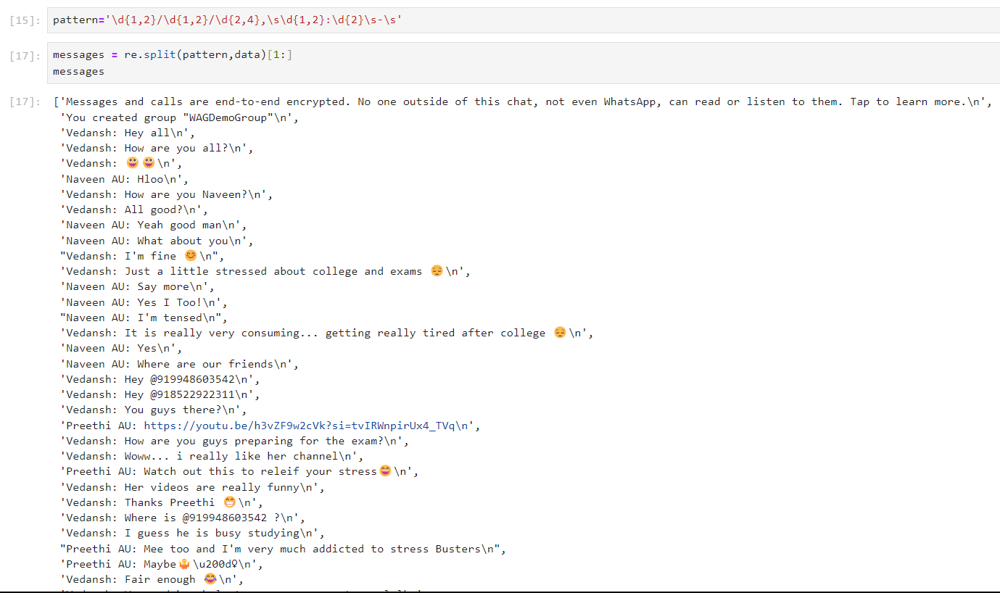 [15]: pattern='\d{1,2}/\d{1,2}/\d{2,4},\s\d{1,2}:\d{2}\s-\s'
[17]: messages = re.split(pattern,data)[1:]
messages
[17]: ['Messages and calls are end-to-end encrypted. No one outside of this chat, not even WhatsApp, can read or listen to them. Tap to learn more.\n',
'You created group "WAGDemoGroup"\n',
'Vedansh: Hey all\n',
'Vedansh: How are you all?\n',
'Vedansh: 😀😀\n',
'Naveen AU: Hloo\n',
'Vedansh: How are you Naveen?\n',
'Vedansh: All good?\n',
'Naveen AU: Yeah good man\n',
'Naveen AU: What about you\n',
"Vedansh: I'm fine 😊\n",
'Vedansh: Just a little stressed about college and exams 😔\n',
'Naveen AU: Say more\n',
'Naveen AU: Yes I Too!\n',
"Naveen AU: I'm tensed\n",
'Vedansh: It is really very consuming... getting really tired after college 😔\n',
'Naveen AU: Yes\n',
'Naveen AU: Where are our friends\n',
'Vedansh: Hey @919948603542\n',
'Vedansh: Hey @918522922311\n',
'Vedansh: You guys there?\n',
'Preethi AU: https://youtu.be/h3vZF9w2cVk?si=tvIRWnpirUx4_TVq\n',
'Vedansh: How are you guys preparing for the exam?\n',
'Vedansh: Woww... i really like her channel\n',
'Preethi AU: Watch out this to releif your stress😄\n',
'Vedansh: Her videos are really funny\n',
'Vedansh: Thanks Preethi 😁\n',
'Vedansh: Where is @919948603542 ?\n',
'Vedansh: I guess he is busy studying\n',
"Preethi AU: Mee too and I'm very much addicted to stress Busters\n",
'Preethi AU: Maybe🤷\u200d♀\n',
'Vedansh: Fair enough 😂\n',